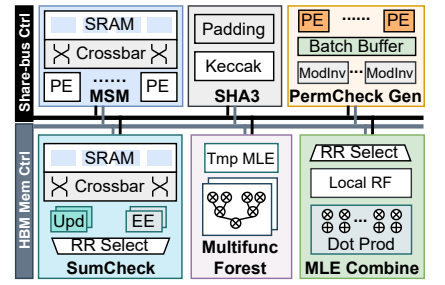 Share-bus Ctrl
SRAM
Crossbar
PE ...... PE
MSM
Padding
Keccak
SHA3
PE ...... PE
Batch Buffer
ModInv ... ModInv
PermCheck Gen
HBM Mem Ctrl
SRAM
Crossbar
Upd EE
RR Select
SumCheck
Tmp MLE
Multifunc
Forest
RR Select
Local RF
...
Dot Prod
MLE Combine